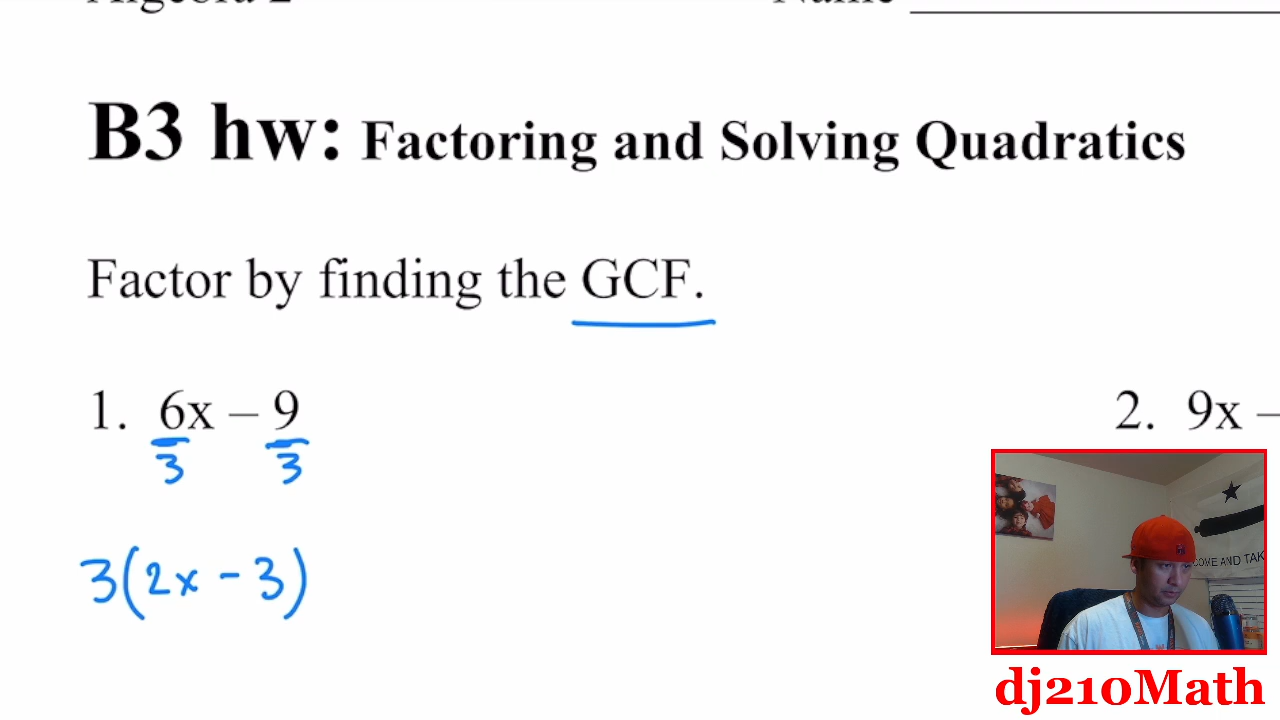 Algebra 2 Name
B3 hw: Factoring and Solving Quadratics
Factor by finding the GCF.
1. 6x – 9 2. 9x –
3 3
3(2x - 3)
COME AND TAK
dj210Math